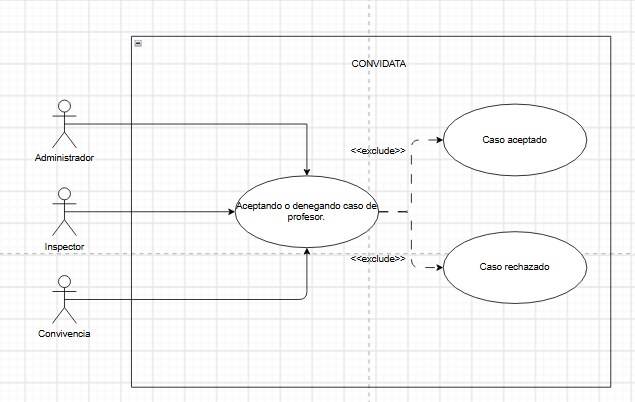 CONVIDATA
Administrador
Inspector
Convivencia
Aceptando o denegando caso de
profesor.
<<exclude>>
<<exclude>>
Caso aceptado
Caso rechazado